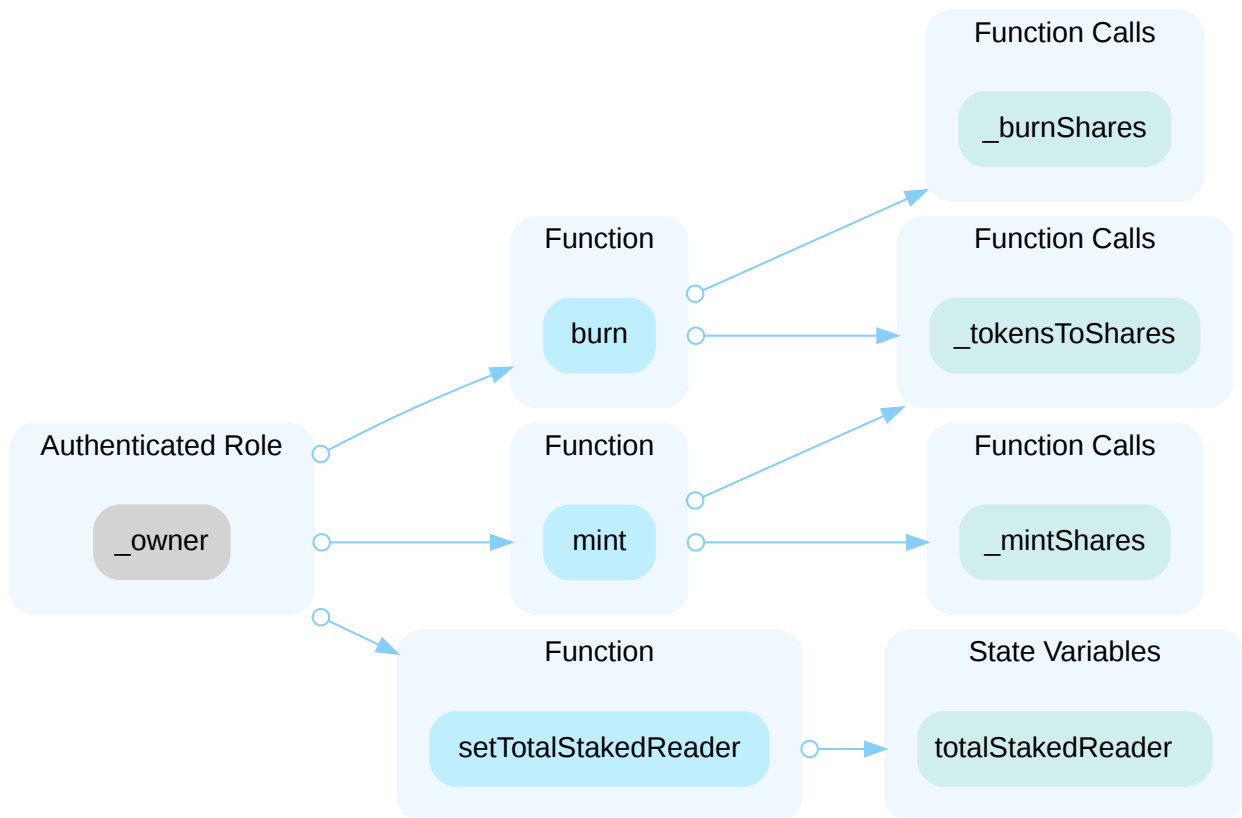 Function Calls
_burnShares
Function
burn
Function Calls
_tokensToShares
Authenticated Role
_owner
Function
mint
Function Calls
_mintShares
Function
setTotalStakedReader
State Variables
totalStakedReader